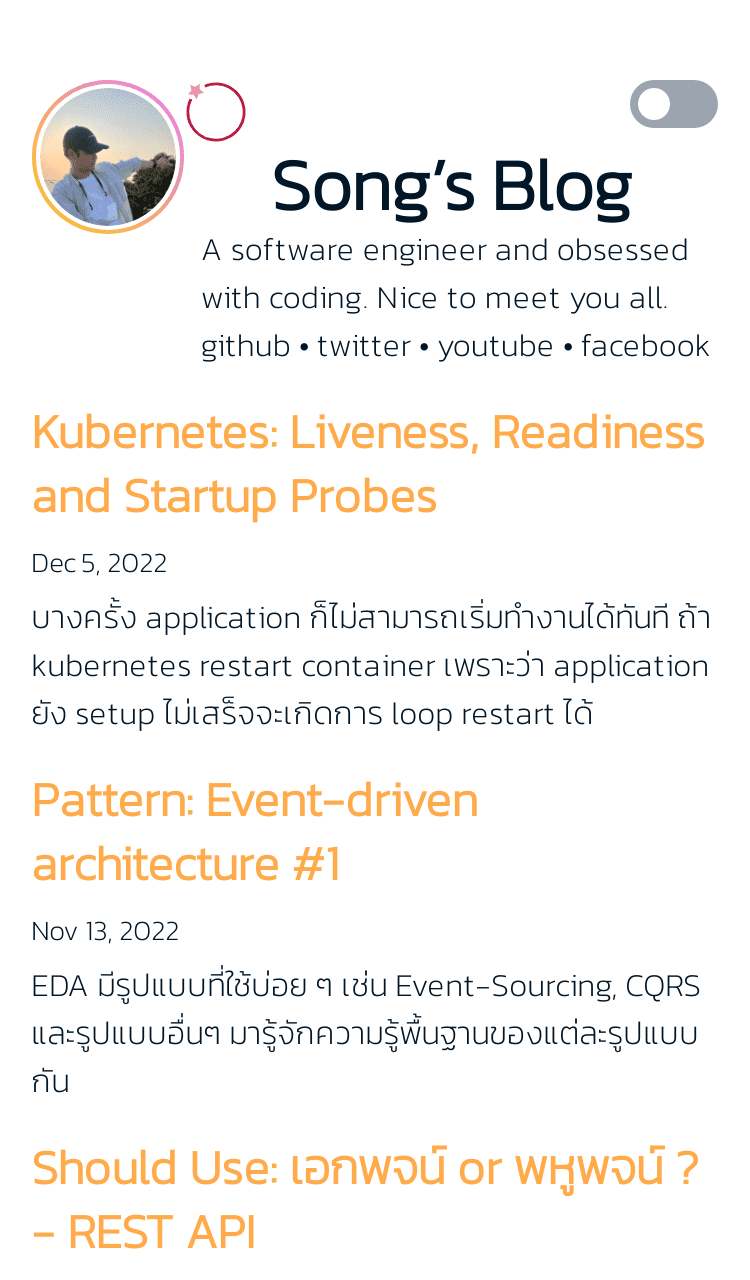 Song's Blog
A software engineer and obsessed
with coding. Nice to meet you all.
github • twitter • youtube • facebook
Kubernetes: Liveness, Readiness
and Startup Probes
Dec 5, 2022
บางครั้ง application ก็ไม่สามารถเริ่มทำงานได้ทันที ถ้า
kubernetes restart container เพราะว่า application
ยัง setup ไม่เสร็จจะเกิดการ loop restart ได้
Pattern: Event-driven
architecture #1
Nov 13, 2022
EDA มีรูปแบบที่ใช้บ่อย ๆ เช่น Event-Sourcing, CQRS
และรูปแบบอื่นๆ มารู้จักความรู้พื้นฐานของแต่ละรูปแบบ
กัน
Should Use: เอกพจน์ or พหูพจน์ ?
- REST API